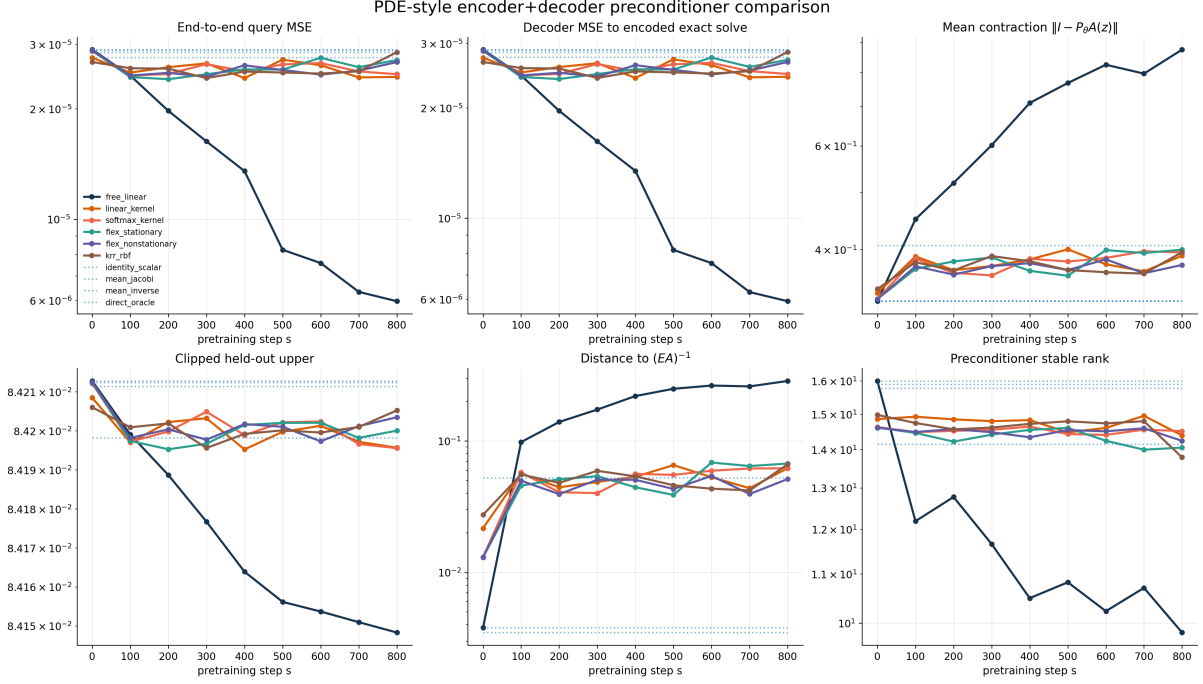 PDE-style encoder+decoder preconditioner comparison
End-to-end query MSE
3 × 10⁻⁵
2 × 10⁻⁵
10⁻⁵
6 × 10⁻⁶
free_linear
linear_kernel
softmax_kernel
flex_stationary
flex_nonstationary
krr_rbf
identity_scalar
mean_jacobi
mean_inverse
direct_oracle
0 100 200 300 400 500 600 700 800
pretraining step s
Decoder MSE to encoded exact solve
3 × 10⁻⁵
2 × 10⁻⁵
10⁻⁵
6 × 10⁻⁶
0 100 200 300 400 500 600 700 800
pretraining step s
Mean contraction ‖I − P_θA(z)‖
6 × 10⁻¹
4 × 10⁻¹
0 100 200 300 400 500 600 700 800
pretraining step s
Clipped held-out upper
8.421 × 10⁻²
8.42 × 10⁻²
8.419 × 10⁻²
8.418 × 10⁻²
8.417 × 10⁻²
8.416 × 10⁻²
8.415 × 10⁻²
0 100 200 300 400 500 600 700 800
pretraining step s
Distance to (EA)⁻¹
10⁻¹
10⁻²
0 100 200 300 400 500 600 700 800
pretraining step s
Preconditioner stable rank
1.6 × 10¹
1.5 × 10¹
1.4 × 10¹
1.3 × 10¹
1.2 × 10¹
1.1 × 10¹
10¹
0 100 200 300 400 500 600 700 800
pretraining step s